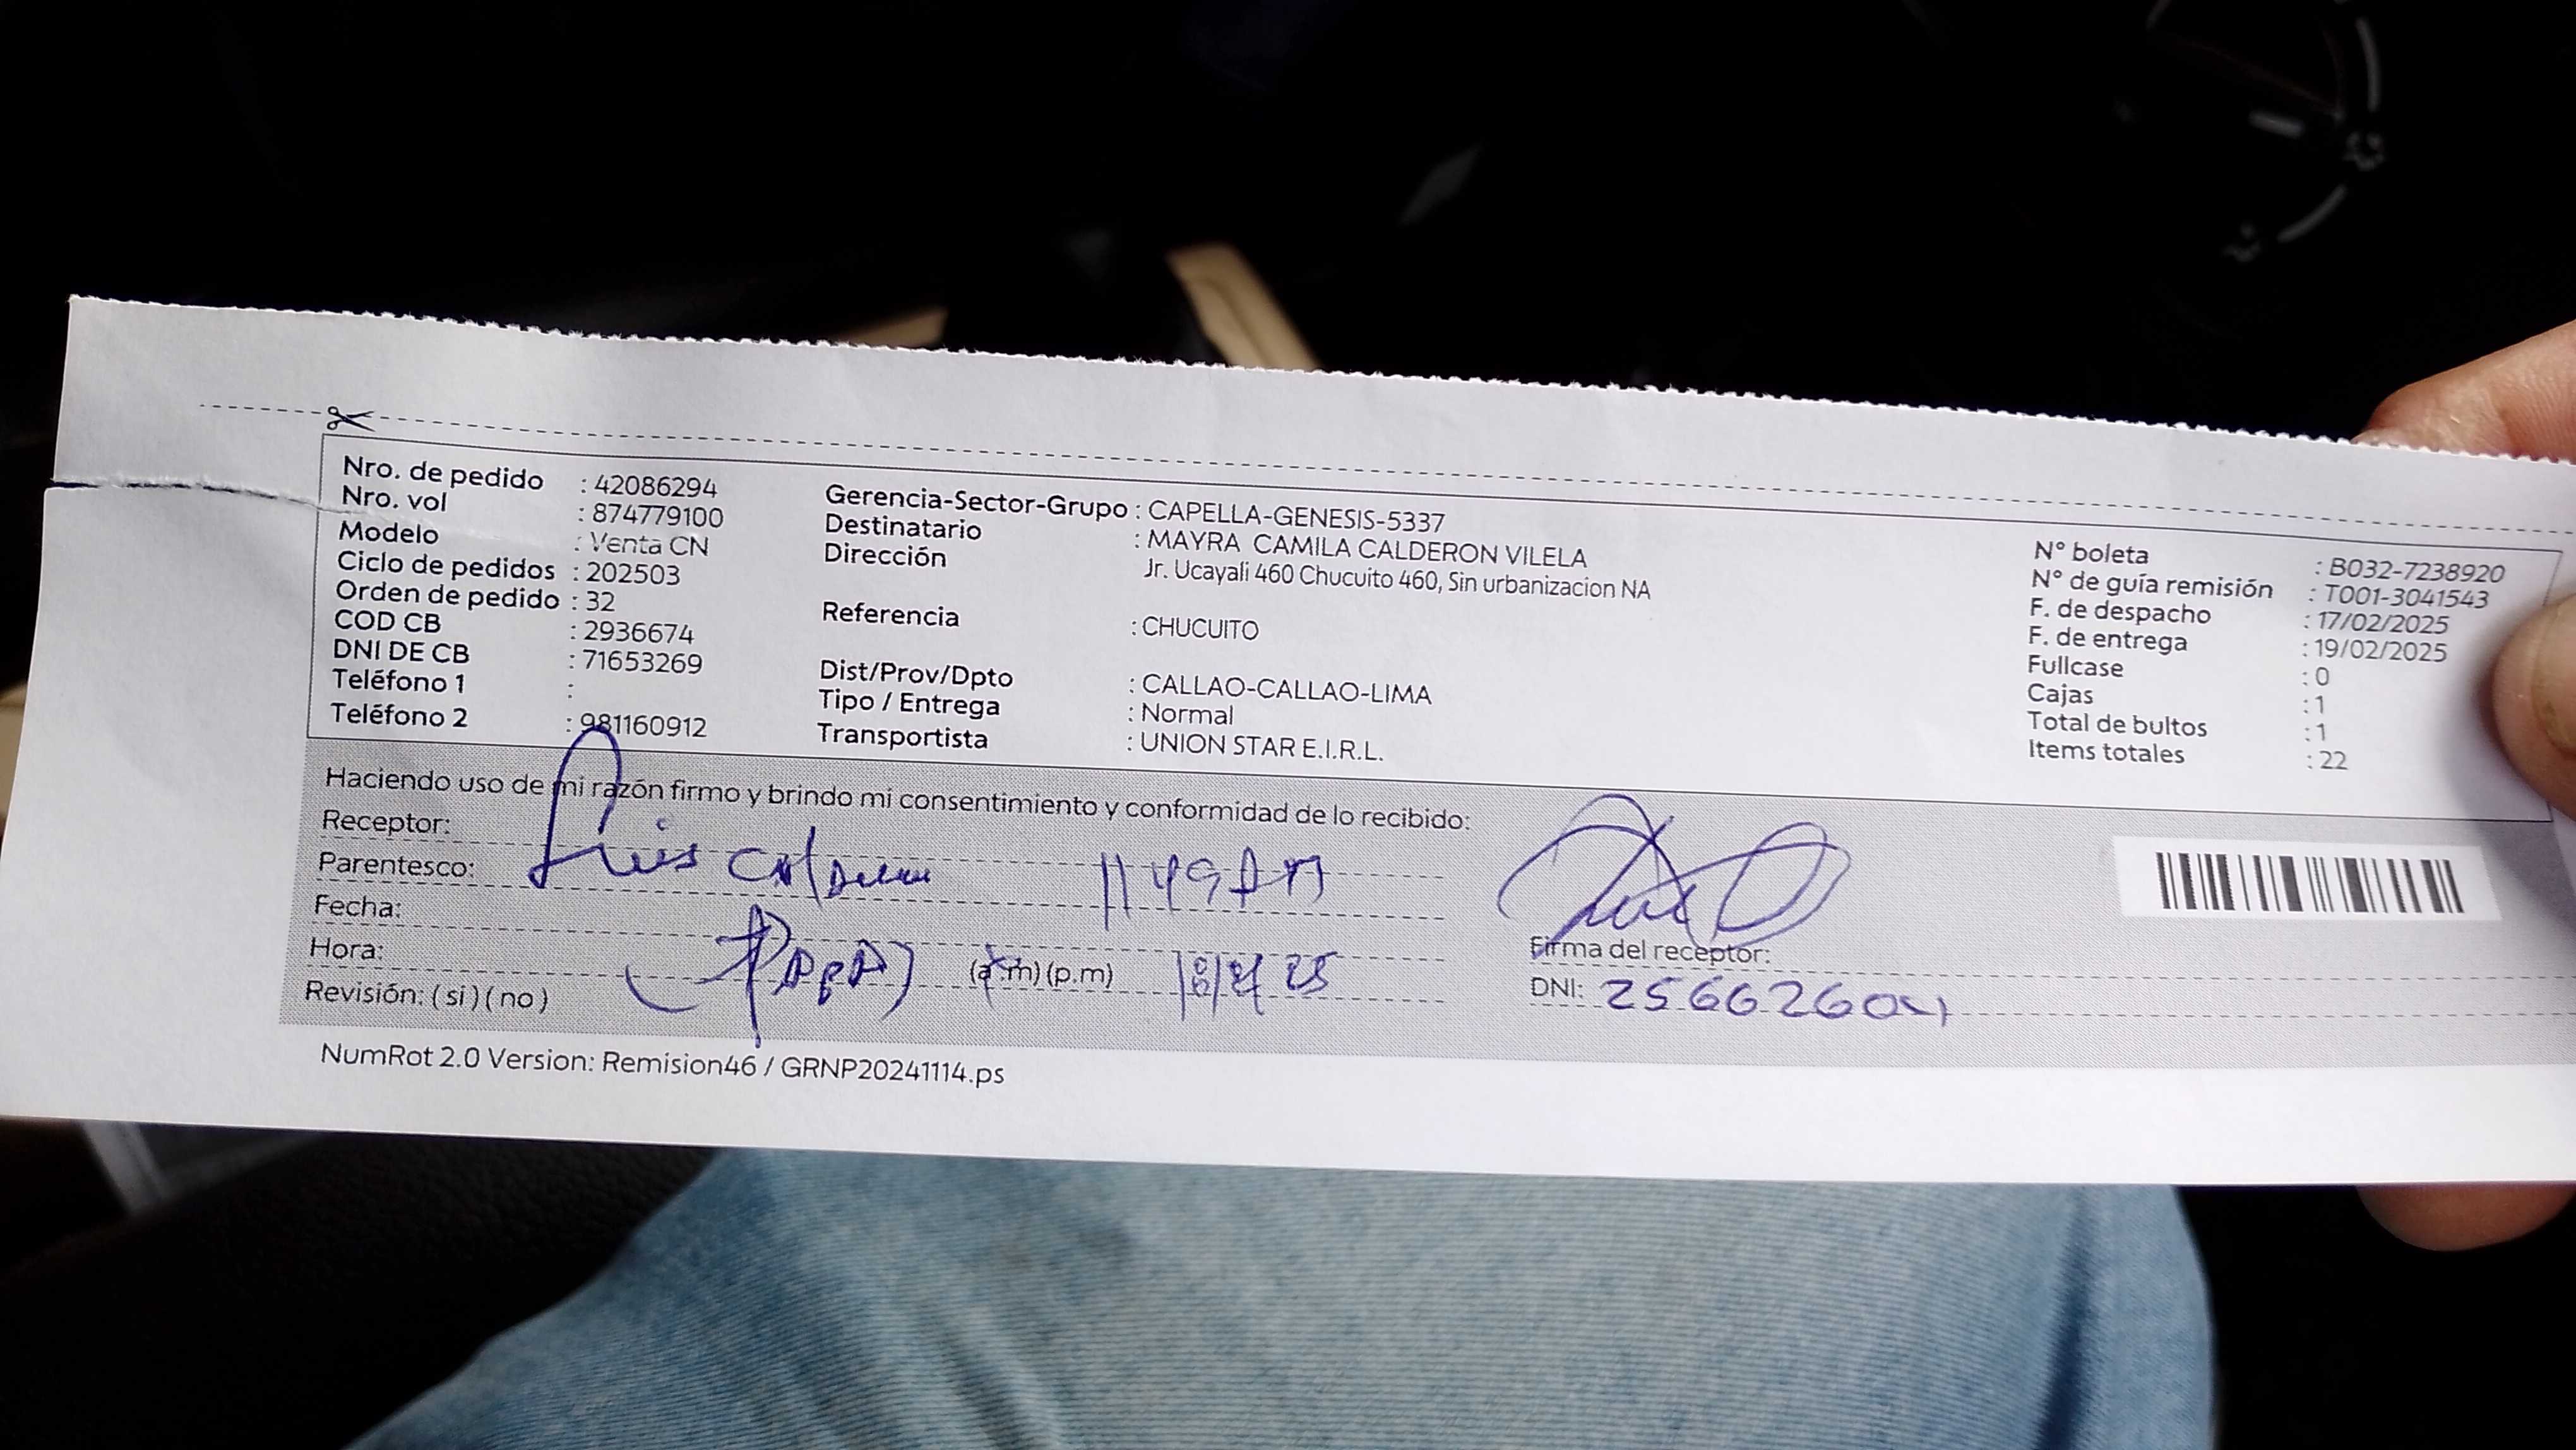 Nro. de pedido : 42086294
Nro. vol : 874779100
Modelo : Venta CN
Ciclo de pedidos : 202503
Orden de pedido : 32
COD CB : 2936674
DNI DE CB : 71653269
Teléfono 1 :
Teléfono 2 : 981160912
Gerencia-Sector-Grupo : CAPELLA-GENESIS-5337
Destinatario : MAYRA CAMILA CALDERON VILELA
Dirección Jr. Ucayali 460 Chucuito 460, Sin urbanizacion NA
Referencia : CHUCUITO
Dist/Prov/Dpto : CALLAO-CALLAO-LIMA
Tipo / Entrega : Normal
Transportista : UNION STAR E.I.R.L.
N° boleta : B032-7238920
N° de guía remisión : T001-3041543
F. de despacho : 17/02/2025
F. de entrega : 19/02/2025
Fullcase : 0
Cajas : 1
Total de bultos : 1
Items totales : 22
Haciendo uso de mi razón firmo y brindo mi consentimiento y conformidad de lo recibido:
Receptor:
Parentesco: Luis Calderon 11 49 AM
Fecha:
Hora: (PAPA) (a.m) (p.m)
Revisión: ( si ) ( no )
Firma del receptor:
DNI: 25662604
NumRot 2.0 Version: Remision46 / GRNP20241114.ps